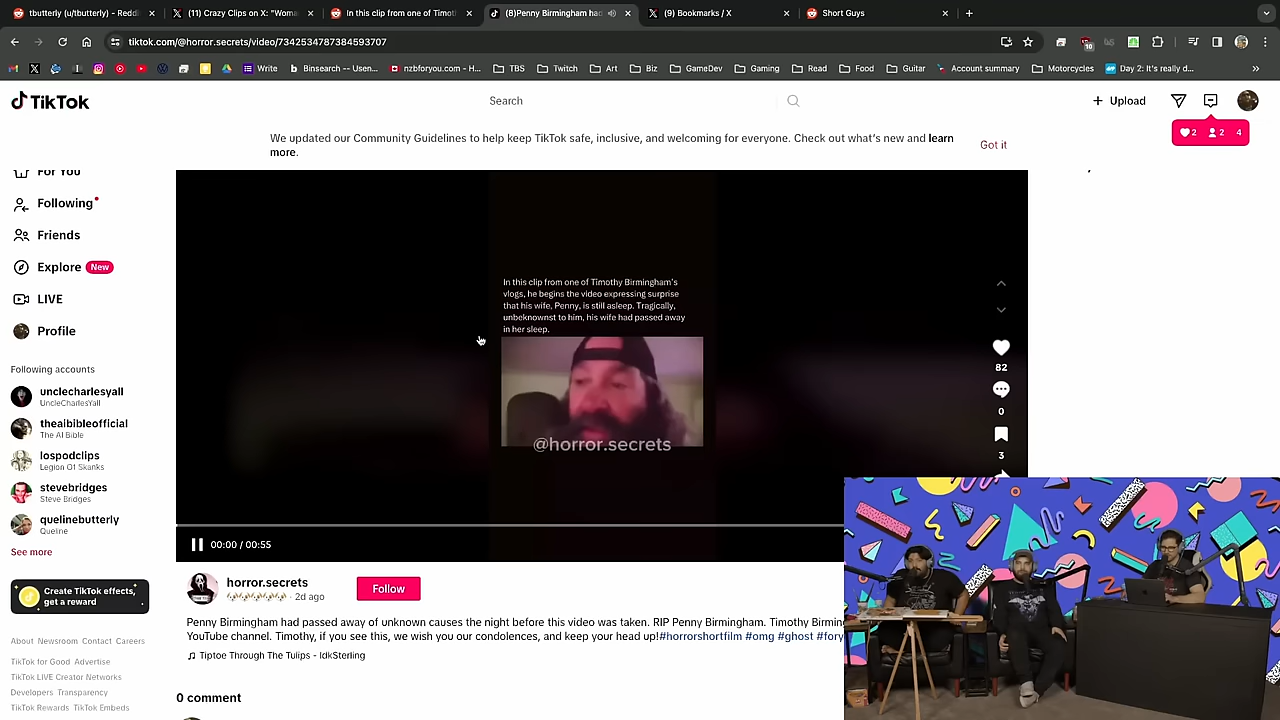 tbutterly (u/tbutterly) - Reddi
(11) Crazy Clips on X: "Woma
In this clip from one of Timot
(8)Penny Birmingham had
(9) Bookmarks / X
Short Guys
tiktok.com/@horror.secrets/video/7342534787384593707
10
Write
Binsearch -- Usen...
nzbforyou.com - H...
TBS
Twitch
Art
Biz
GameDev
Gaming
Read
Food
Guitar
Account summary
Motorcycles
Day 2: It's really d...
TikTok
Search
Upload
We updated our Community Guidelines to help keep TikTok safe, inclusive, and welcoming for everyone. Check out what's new and learn
more.
Got it
2 2 4
For You
Following
Friends
Explore New
LIVE
Profile
Following accounts
unclecharlesyall
UncleCharlesYall
theaibibleofficial
The AI Bible
lospodclips
Legion Of Skanks
stevebridges
Steve Bridges
quelinebutterly
Queline
See more
Create TikTok effects,
get a reward
About Newsroom Contact Careers
TikTok for Good Advertise
TikTok LIVE Creator Networks
Developers Transparency
TikTok Rewards TikTok Embeds
In this clip from one of Timothy Birmingham's
vlogs, he begins the video expressing surprise
that his wife, Penny, is still asleep. Tragically,
unbeknownst to him, his wife had passed away
in her sleep.
@horror.secrets
82
0
3
00:00 / 00:55
horror.secrets
· 2d ago
Follow
Penny Birmingham had passed away of unknown causes the night before this video was taken. RIP Penny Birmingham. Timothy Birmin
YouTube channel. Timothy, if you see this, we wish you our condolences, and keep your head up!#horrorshortfilm #omg #ghost #fory
Tiptoe Through The Tulips - IdkSterling
0 comment